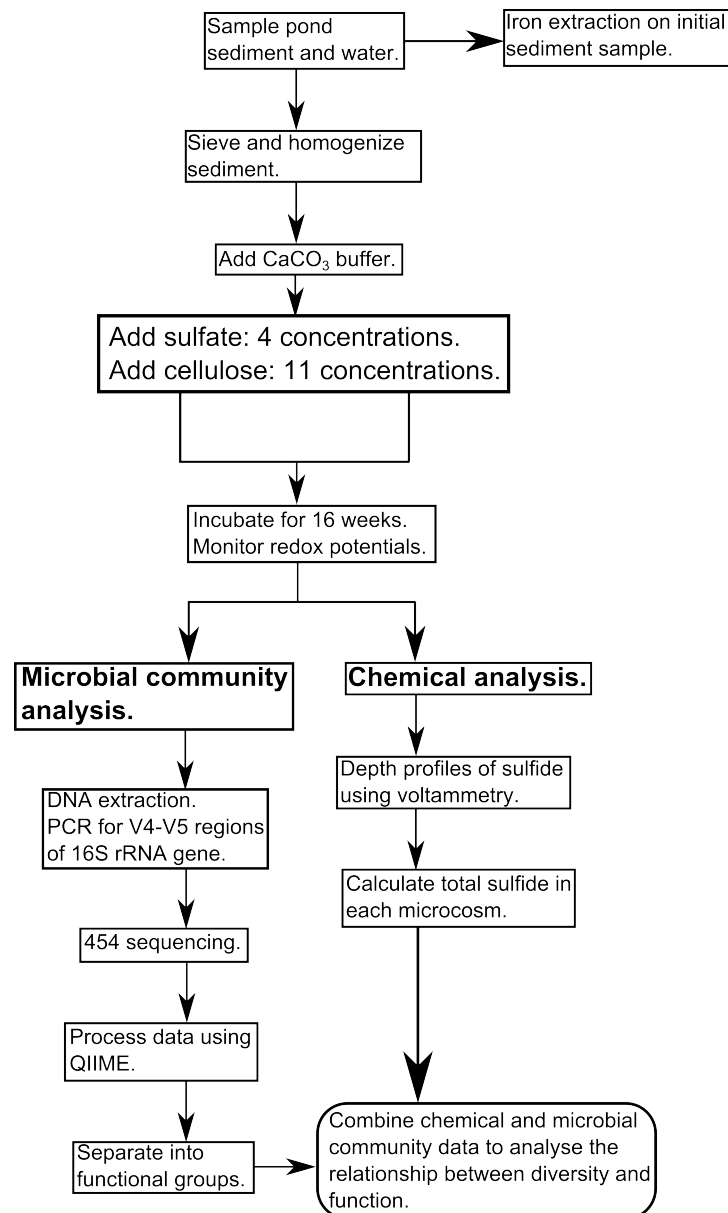 Sample pond
sediment and water.
Iron extraction on initial
sediment sample.
Sieve and homogenize
sediment.
Add CaCO₃ buffer.
Add sulfate: 4 concentrations.
Add cellulose: 11 concentrations.
Incubate for 16 weeks.
Monitor redox potentials.
Microbial community
analysis.
DNA extraction.
PCR for V4-V5 regions
of 16S rRNA gene.
454 sequencing.
Process data using
QIIME.
Separate into
functional groups.
Chemical analysis.
Depth profiles of sulfide
using voltammetry.
Calculate total sulfide in
each microcosm.
Combine chemical and microbial
community data to analyse the
relationship between diversity and
function.